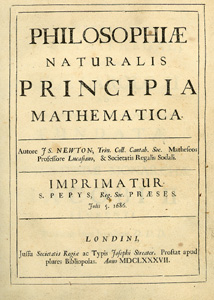 PHILOSOPHIÆ
NATURALIS
PRINCIPIA
MATHEMATICA.
Autore JS. NEWTON, Trin. Coll. Cantab. Soc. Matheseos
Professore Lucasiano, & Societatis Regalis Sodali.
IMPRIMATUR.
S. PEPYS, Reg. Soc. PRÆSES.
Julii 5. 1686.
LONDINI,
Jussu Societatis Regiæ ac Typis Josephi Streater. Prostat apud
plures Bibliopolas. Anno MDCLXXXVII.